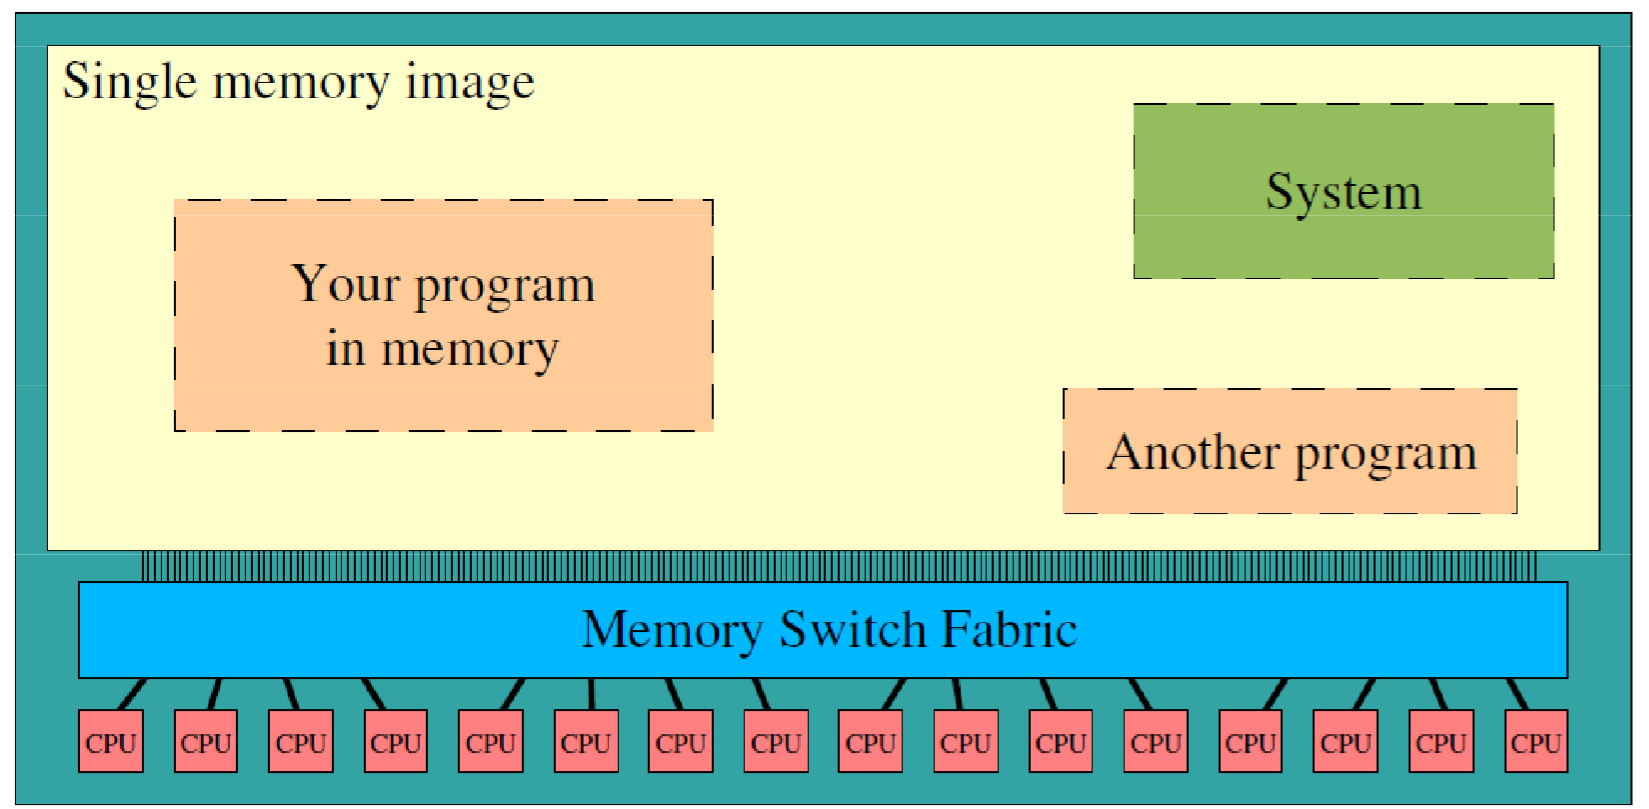 Single memory image
System
Your program
in memory
Another program
Memory Switch Fabric
CPU CPU CPU CPU CPU CPU CPU CPU CPU CPU CPU CPU CPU CPU CPU CPU